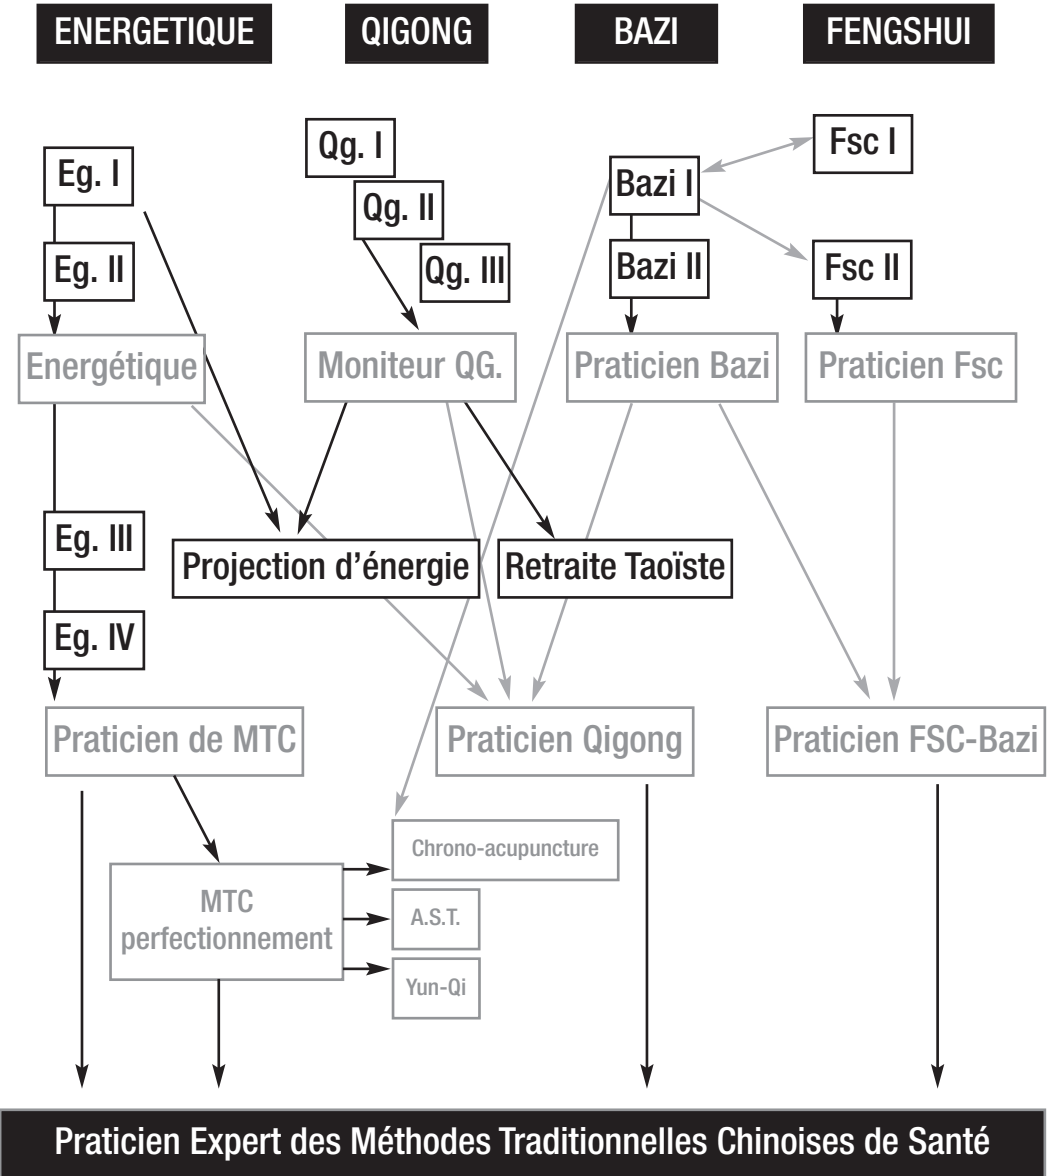 ENERGETIQUE
QIGONG
BAZI
FENGSHUI
Eg. I
Qg. I
Bazi I
Fsc I
Qg. II
Eg. II
Qg. III
Bazi II
Fsc II
Energétique
Moniteur QG.
Praticien Bazi
Praticien Fsc
Eg. III
Projection d'énergie
Retraite Taoïste
Eg. IV
Praticien de MTC
Praticien Qigong
Praticien FSC-Bazi
Chrono-acupuncture
MTC
perfectionnement
A.S.T.
Yun-Qi
Praticien Expert des Méthodes Traditionnelles Chinoises de Santé